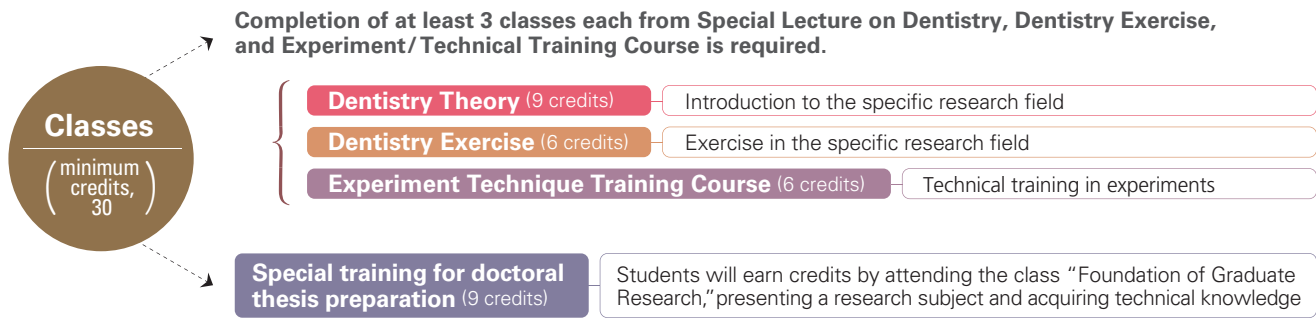 Completion of at least 3 classes each from Special Lecture on Dentistry, Dentistry Exercise,
and Experiment/Technical Training Course is required.
Classes
(minimum
credits,
30)
Dentistry Theory (9 credits)
Introduction to the specific research field
Dentistry Exercise (6 credits)
Exercise in the specific research field
Experiment Technique Training Course (6 credits)
Technical training in experiments
Special training for doctoral
thesis preparation (9 credits)
Students will earn credits by attending the class “Foundation of Graduate
Research,”presenting a research subject and acquiring technical knowledge